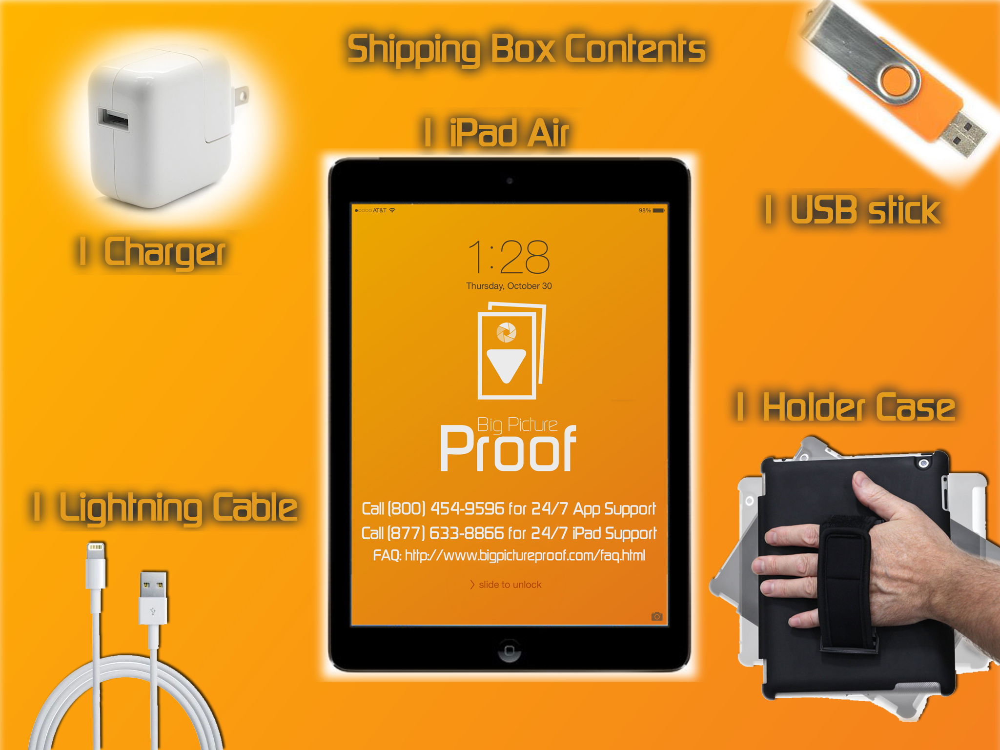 Shipping Box Contents
1 iPad Air
1 USB stick
1 Charger
AT&T 98%
1:28
Thursday, October 30
Big Picture
Proof
1 Holder Case
1 Lightning Cable
Call (800) 454-9596 for 24/7 App Support
Call (877) 633-8866 for 24/7 iPad Support
FAQ: http://www.bigpictureproof.com/faq.html
> slide to unlock